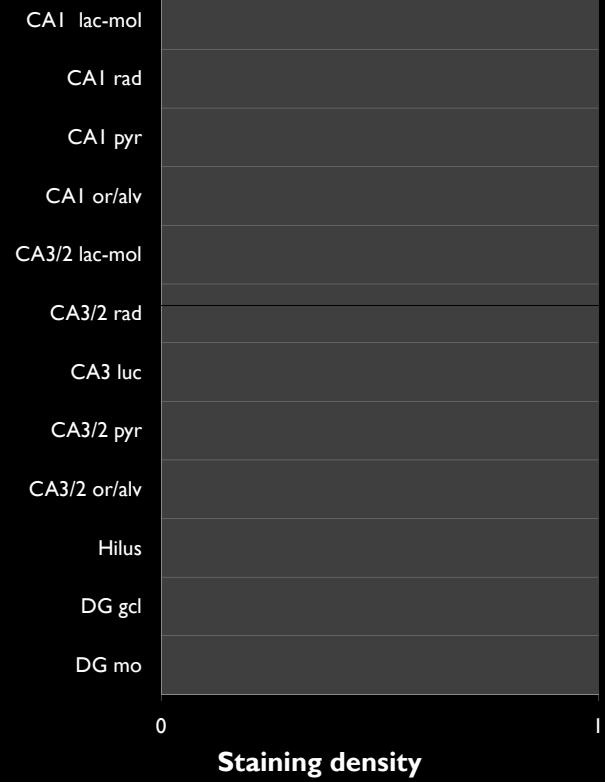 CA1 lac-mol
CA1 rad
CA1 pyr
CA1 or/alv
CA3/2 lac-mol
CA3/2 rad
CA3 luc
CA3/2 pyr
CA3/2 or/alv
Hilus
DG gcl
DG mo
0 1
Staining density